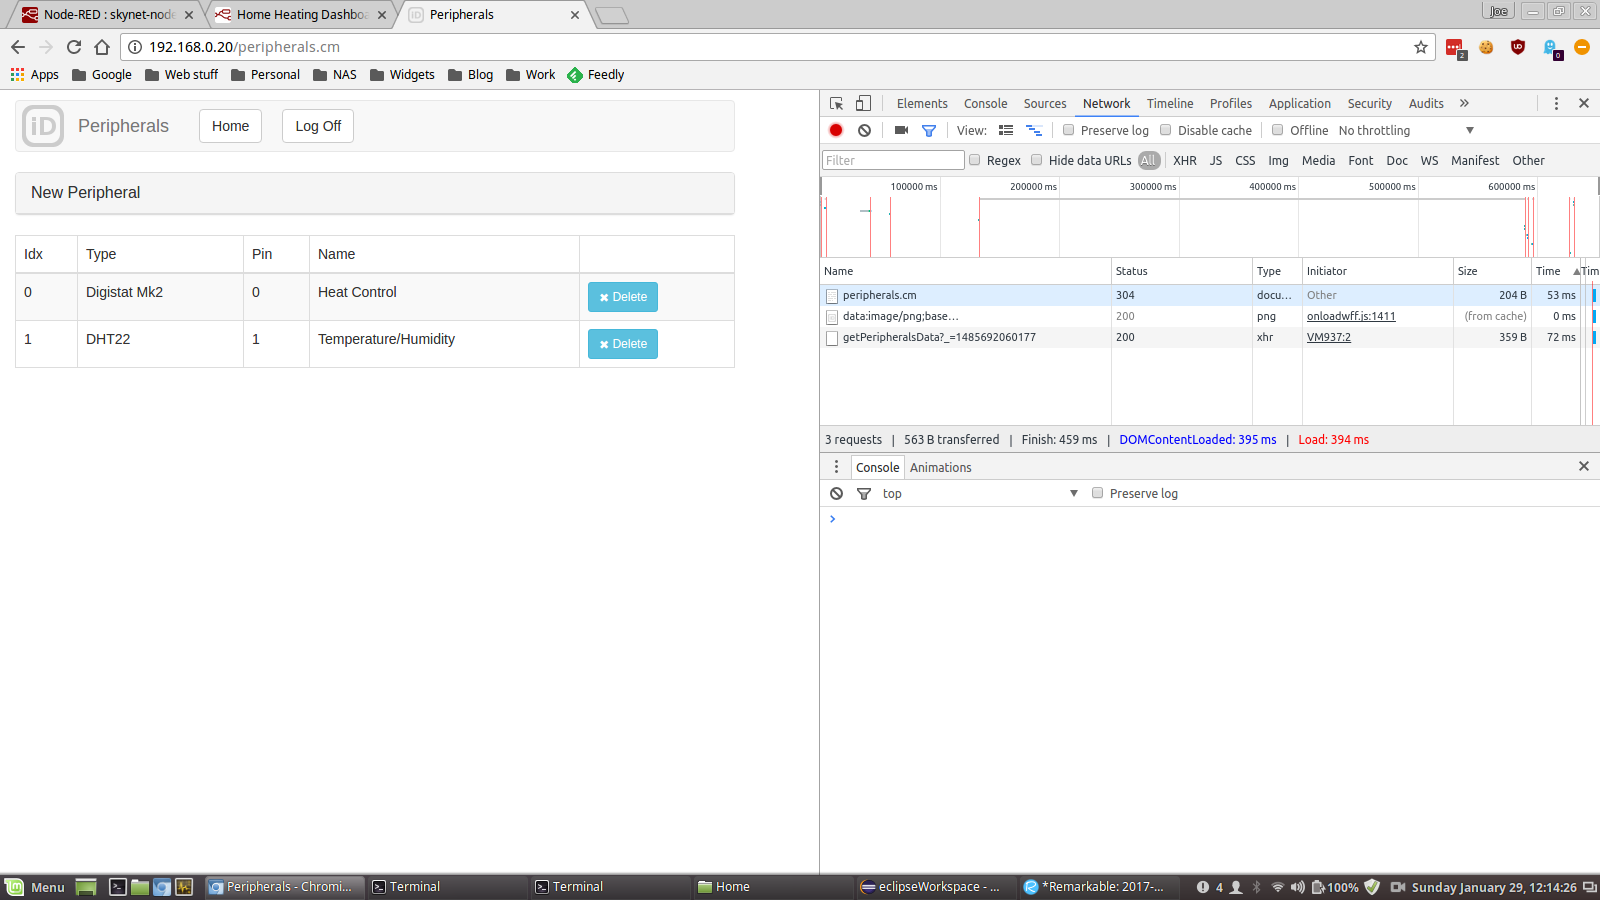 Node-RED : skynet-node
Home Heating Dashboa
Peripherals
Joe
192.168.0.20/peripherals.cm
2
0
Apps
Google
Web stuff
Personal
NAS
Widgets
Blog
Work
Feedly
iD
Peripherals
Home
Log Off
New Peripheral
Idx Type Pin Name
0 Digistat Mk2 0 Heat Control Delete
1 DHT22 1 Temperature/Humidity Delete
Elements Console Sources Network Timeline Profiles Application Security Audits »
View: Preserve log Disable cache Offline No throttling
Filter Regex Hide data URLs All XHR JS CSS Img Media Font Doc WS Manifest Other
100000 ms 200000 ms 300000 ms 400000 ms 500000 ms 600000 ms
Name Status Type Initiator Size Time Tim
peripherals.cm 304 docu... Other 204 B 53 ms
data:image/png;base... 200 png onloadwff.js:1411 (from cache) 0 ms
getPeripheralsData?_=1485692060177 200 xhr VM937:2 359 B 72 ms
3 requests | 563 B transferred | Finish: 459 ms | DOMContentLoaded: 395 ms | Load: 394 ms
Console Animations
top Preserve log
>
Menu
Peripherals - Chromi...
Terminal
Terminal
Home
eclipseWorkspace - ...
*Remarkable: 2017-...
4
100%
Sunday January 29, 12:14:26